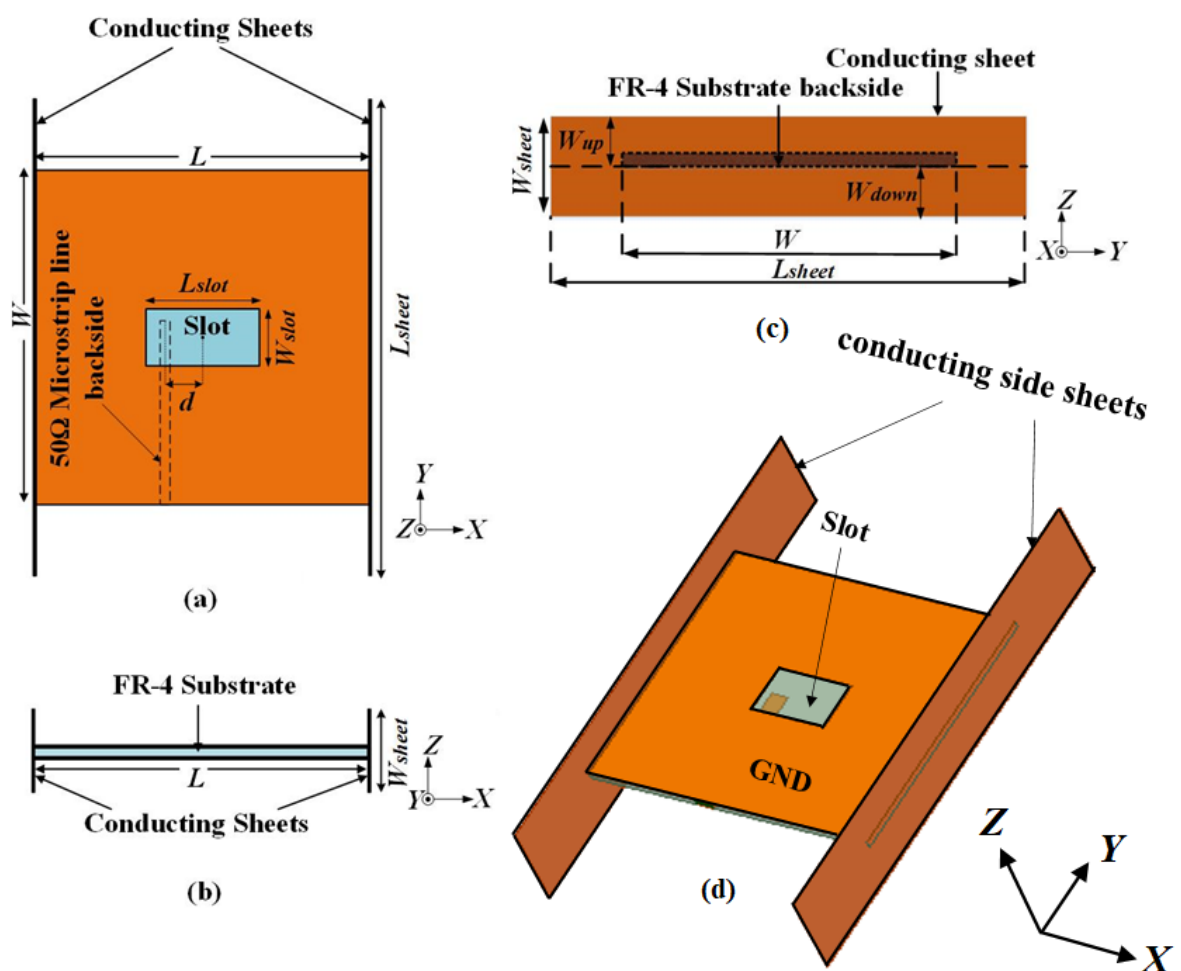 Conducting Sheets
L
W
50Ω Microstrip line
backside
Lslot
Slot
Wslot
d
Lsheet
Y
Z
X
(a)
FR-4 Substrate
L
Wsheet
Z
Y
X
Conducting Sheets
(b)
Conducting sheet
FR-4 Substrate backside
Wsheet
Wup
Wdown
W
Lsheet
Z
X
Y
(c)
conducting side sheets
Slot
GND
(d)
Z
Y
X